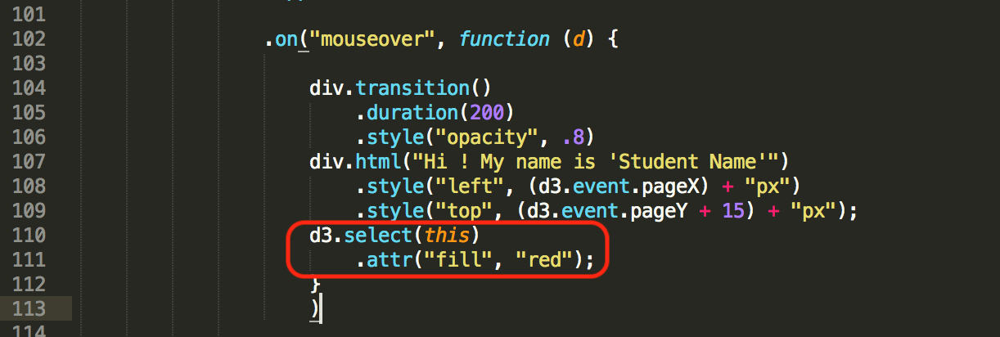 101
102 .on("mouseover", function (d) {
103
104 div.transition()
105 .duration(200)
106 .style("opacity", .8)
107 div.html("Hi ! My name is 'Student Name'")
108 .style("left", (d3.event.pageX) + "px")
109 .style("top", (d3.event.pageY + 15) + "px");
110 d3.select(this)
111 .attr("fill", "red");
112 }
113 )
114